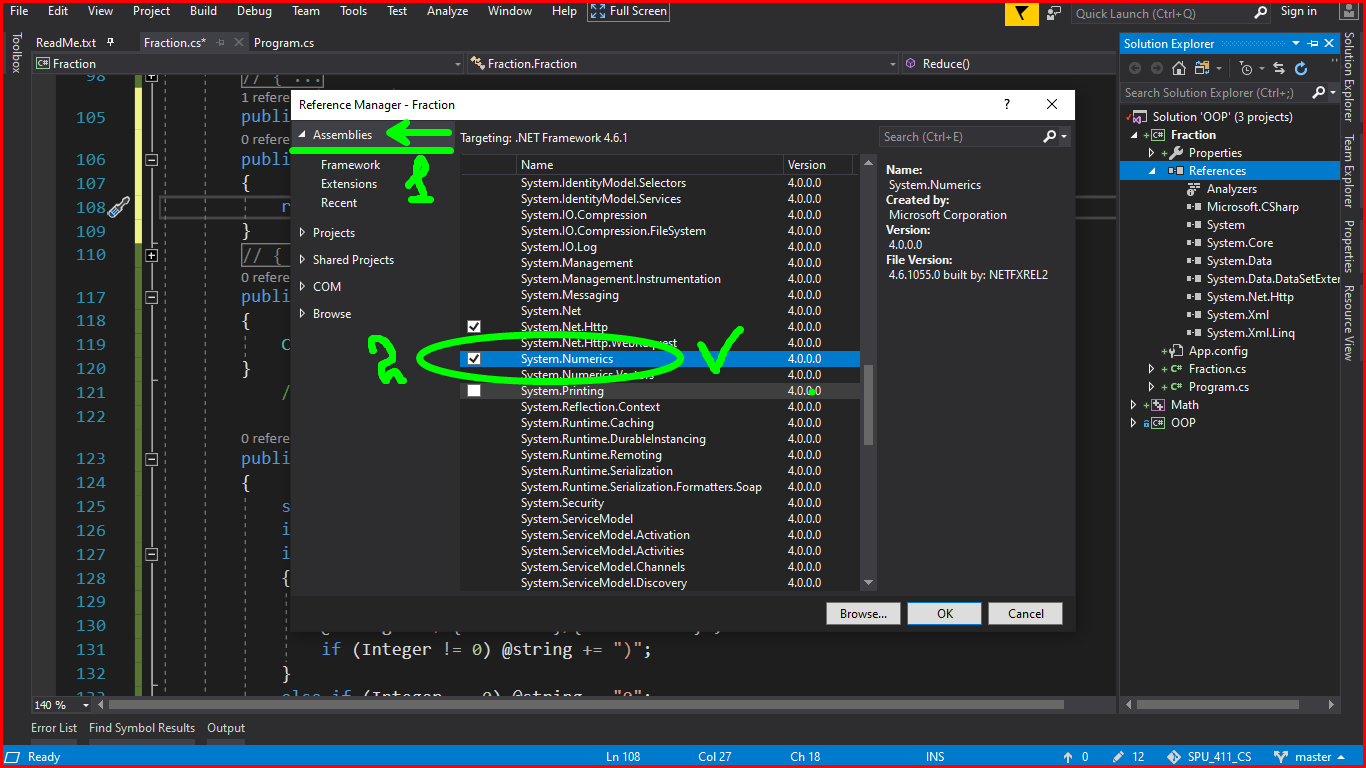 File Edit View Project Build Debug Team Tools Test Analyze Window Help Full Screen Quick Launch (Ctrl+Q) Sign in
Toolbox
ReadMe.txt Fraction.cs* Program.cs
C# Fraction Fraction.Fraction Reduce()
98 // { ...
1 refere
105 publi
0 refere
106 publi
107 {
108 r
109 }
110 // {
0 refere
117 publi
118 {
119 C
120 }
121 /
122
0 refere
123 publi
124 {
125 s
126 i
127 i
128 {
129
130
131 if (Integer != 0) @string += ")";
132 }
140 %
Reference Manager - Fraction ?
Assemblies
Framework
Extensions
Recent
Projects
Shared Projects
COM
Browse
1
2
Targeting: .NET Framework 4.6.1
Search (Ctrl+E)
Name Version
System.IdentityModel.Selectors 4.0.0.0
System.IdentityModel.Services 4.0.0.0
System.IO.Compression 4.0.0.0
System.IO.Compression.FileSystem 4.0.0.0
System.IO.Log 4.0.0.0
System.Management 4.0.0.0
System.Management.Instrumentation 4.0.0.0
System.Messaging 4.0.0.0
System.Net 4.0.0.0
System.Net.Http 4.0.0.0
System.Net.Http.WebRequest 4.0.0.0
System.Numerics 4.0.0.0
System.Numerics.Vectors 4.0.0.0
System.Printing 4.0.0.0
System.Reflection.Context 4.0.0.0
System.Runtime.Caching 4.0.0.0
System.Runtime.DurableInstancing 4.0.0.0
System.Runtime.Remoting 4.0.0.0
System.Runtime.Serialization 4.0.0.0
System.Runtime.Serialization.Formatters.Soap 4.0.0.0
System.Security 4.0.0.0
System.ServiceModel 4.0.0.0
System.ServiceModel.Activation 4.0.0.0
System.ServiceModel.Activities 4.0.0.0
System.ServiceModel.Channels 4.0.0.0
System.ServiceModel.Discovery 4.0.0.0
Name:
System.Numerics
Created by:
Microsoft Corporation
Version:
4.0.0.0
File Version:
4.6.1055.0 built by: NETFXREL2
Browse... OK Cancel
Solution Explorer
Search Solution Explorer (Ctrl+;)
Solution 'OOP' (3 projects)
C# Fraction
Properties
References
Analyzers
Microsoft.CSharp
System
System.Core
System.Data
System.Data.DataSetExter
System.Net.Http
System.Xml
System.Xml.Linq
App.config
C# Fraction.cs
C# Program.cs
Math
C# OOP
Solution Explorer
Team Explorer
Properties
Resource View
Error List Find Symbol Results Output
Ready Ln 108 Col 27 Ch 18 INS 0 12 SPU_411_CS master